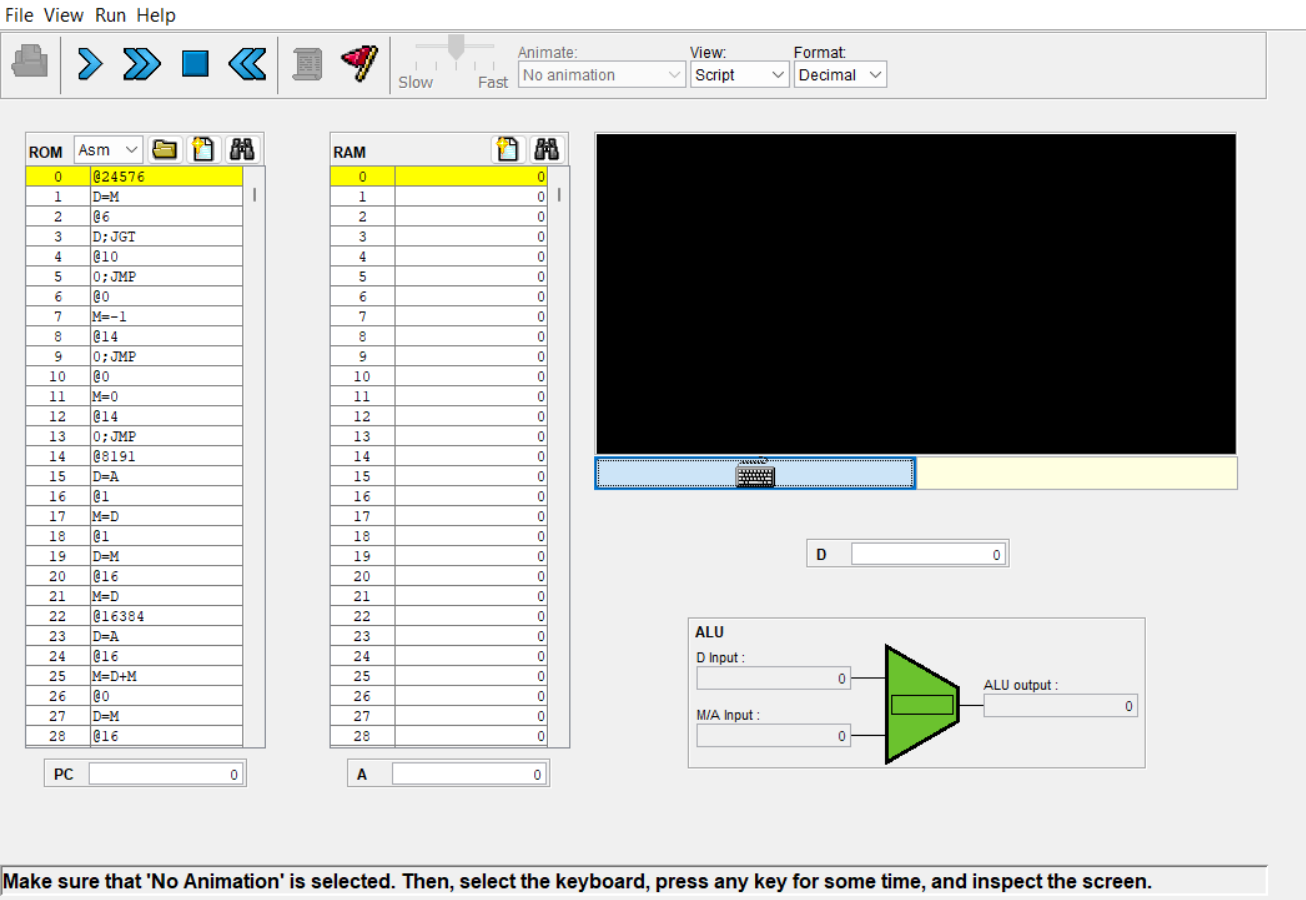 File View Run Help
Animate: View: Format:
Slow Fast No animation Script Decimal
ROM Asm
0 @24576
1 D=M
2 @6
3 D;JGT
4 @10
5 0;JMP
6 @0
7 M=-1
8 @14
9 0;JMP
10 @0
11 M=0
12 @14
13 0;JMP
14 @8191
15 D=A
16 @1
17 M=D
18 @1
19 D=M
20 @16
21 M=D
22 @16384
23 D=A
24 @16
25 M=D+M
26 @0
27 D=M
28 @16
PC 0
RAM
0 0
1 0
2 0
3 0
4 0
5 0
6 0
7 0
8 0
9 0
10 0
11 0
12 0
13 0
14 0
15 0
16 0
17 0
18 0
19 0
20 0
21 0
22 0
23 0
24 0
25 0
26 0
27 0
28 0
A 0
D 0
ALU
D Input :
0
M/A Input :
0
ALU output :
0
Make sure that 'No Animation' is selected. Then, select the keyboard, press any key for some time, and inspect the screen.